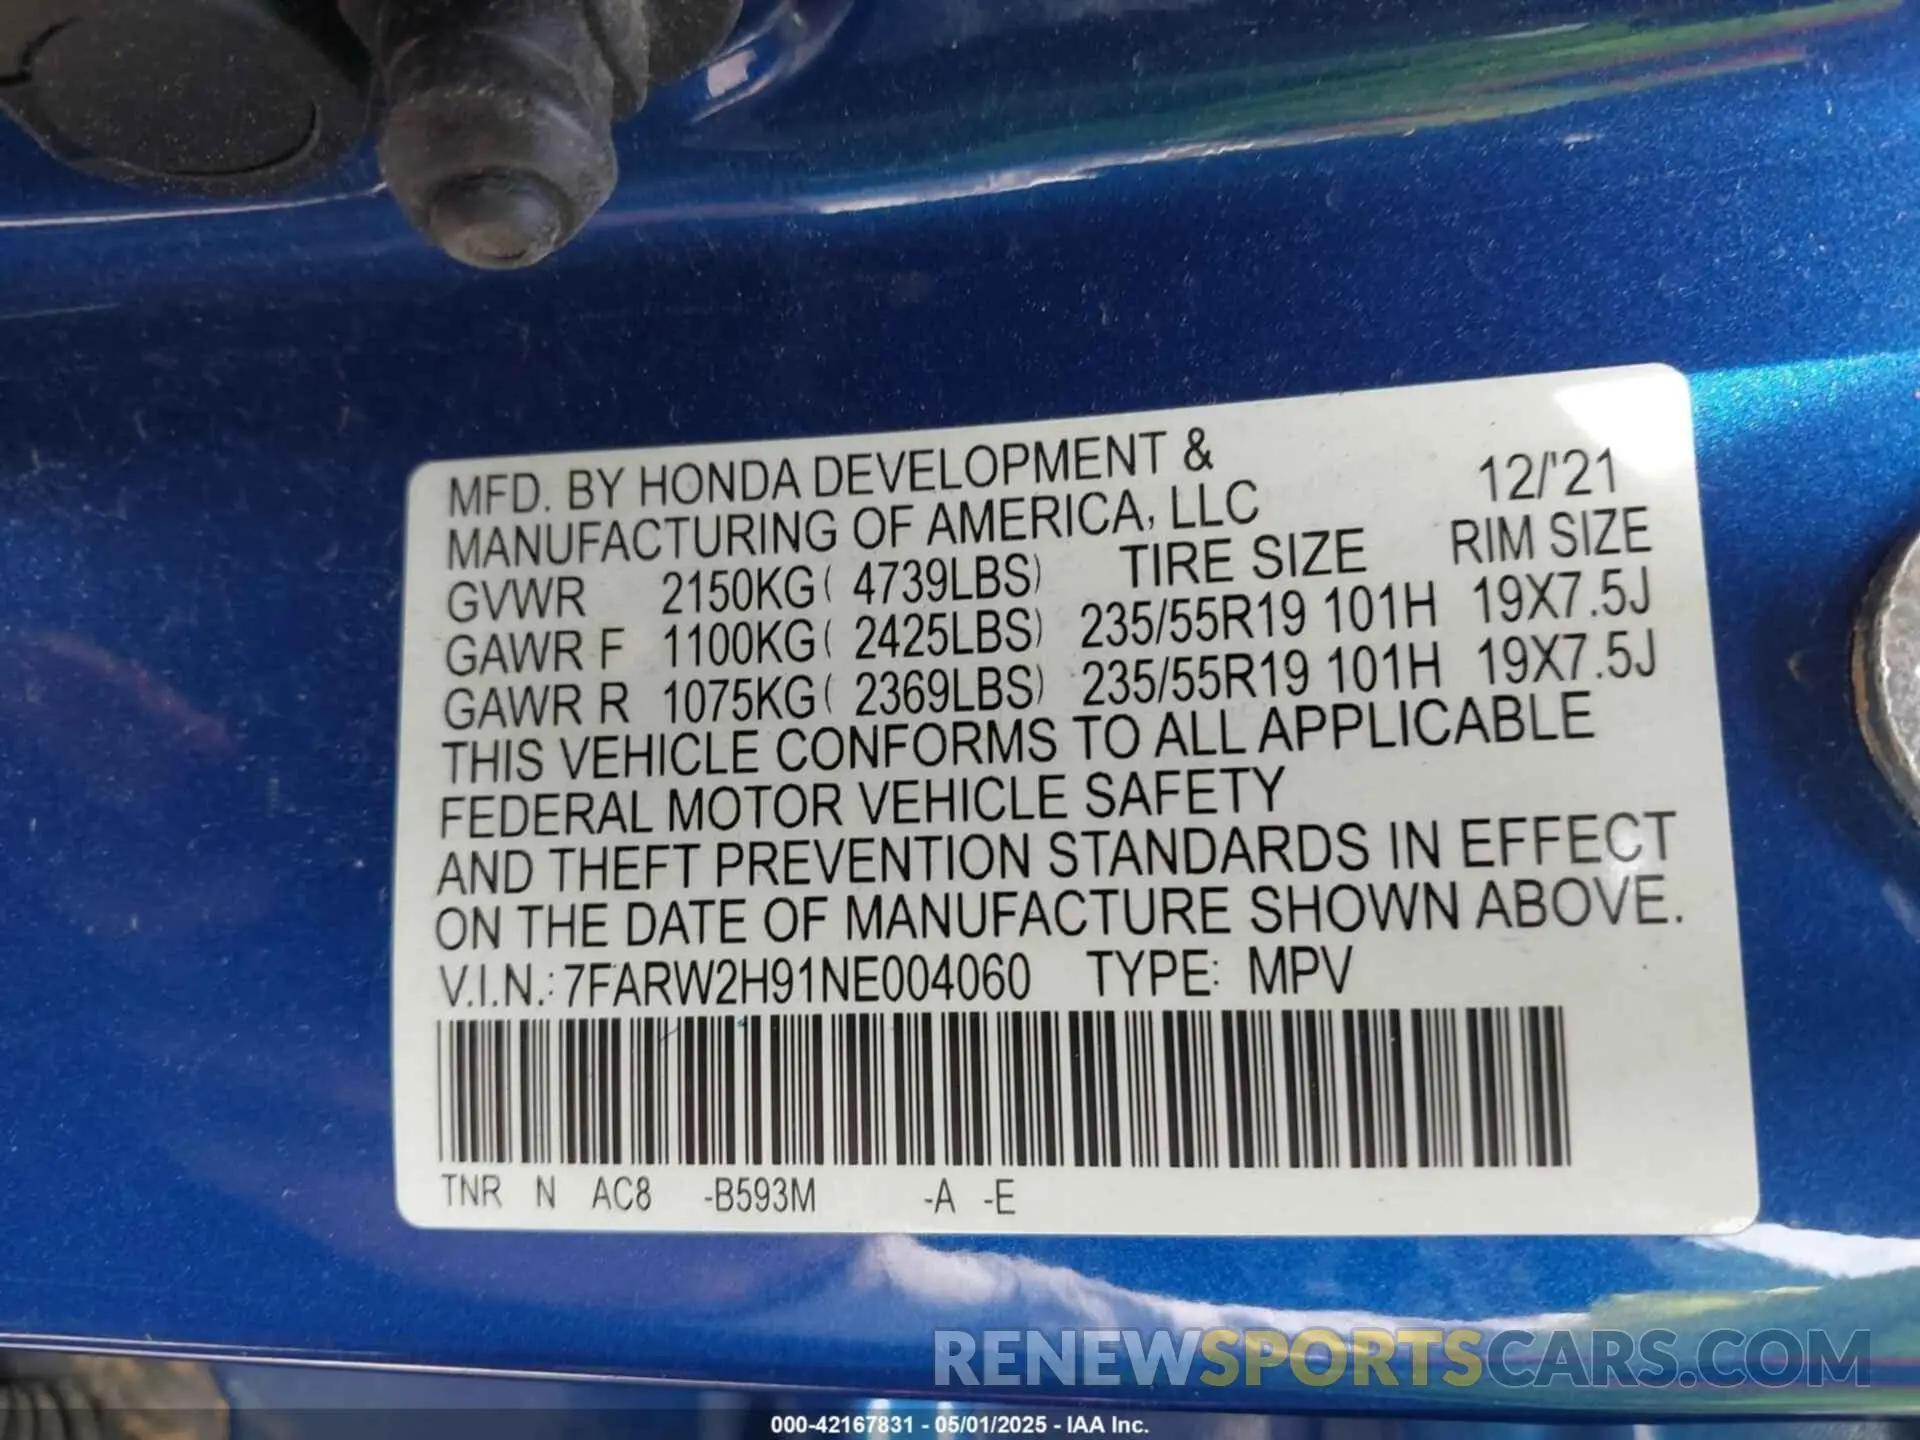 MFD. BY HONDA DEVELOPMENT &
MANUFACTURING OF AMERICA, LLC 12/'21
GVWR 2150KG( 4739LBS) TIRE SIZE RIM SIZE
GAWR F 1100KG( 2425LBS) 235/55R19 101H 19X7.5J
GAWR R 1075KG( 2369LBS) 235/55R19 101H 19X7.5J
THIS VEHICLE CONFORMS TO ALL APPLICABLE
FEDERAL MOTOR VEHICLE SAFETY
AND THEFT PREVENTION STANDARDS IN EFFECT
ON THE DATE OF MANUFACTURE SHOWN ABOVE.
V.I.N.: 7FARW2H91NE004060 TYPE: MPV
TNR N AC8 -B593M -A -E
RENEWSPORTSCARS.COM
000-42167831 - 05/01/2025 - IAA Inc.